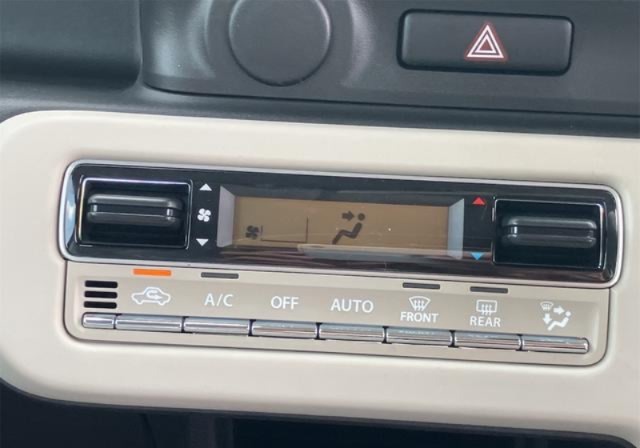 A/C OFF AUTO FRONT REAR